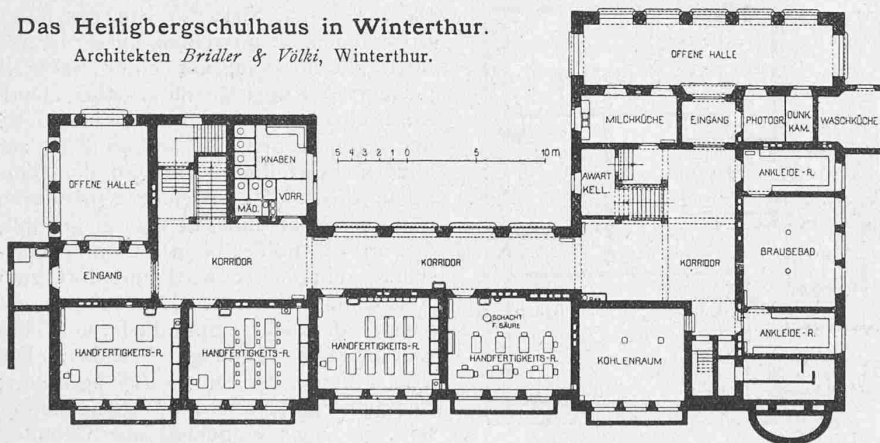 Das Heiligbergschulhaus in Winterthur.
Architekten Bridler & Völki, Winterthur.
OFFENE HALLE
MILCHKÜCHE
EINGANG
PHOTOGR.
DUNK.
KAM.
WASCHKÜCHE
OFFENE HALLE
KNABEN
MÄD.
VORR.
5 4 3 2 1 0 5 10 m
ABWART
KELL.
ANKLEIDE-R.
BRAUSEBAD
EINGANG
KORRIDOR
KORRIDOR
KORRIDOR
HANDFERTIGKEITS-R.
HANDFERTIGKEITS-R.
HANDFERTIGKEITS-R.
SCHACHT
F. SÄURE
HANDFERTIGKEITS-R.
KOHLENRAUM
ANKLEIDE-R.